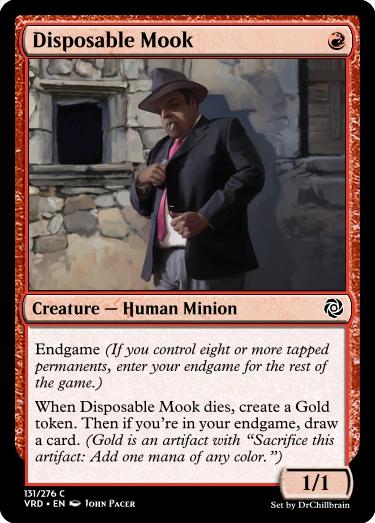 Disposable Mook
Creature — Human Minion
Endgame (If you control eight or more tapped
permanents, enter your endgame for the rest of
the game.)
When Disposable Mook dies, create a Gold
token. Then if you're in your endgame, draw
a card. (Gold is an artifact with “Sacrifice this
artifact: Add one mana of any color.”)
1/1
131/276 C
VRD • EN John Pacer
Set by DrChillbrain